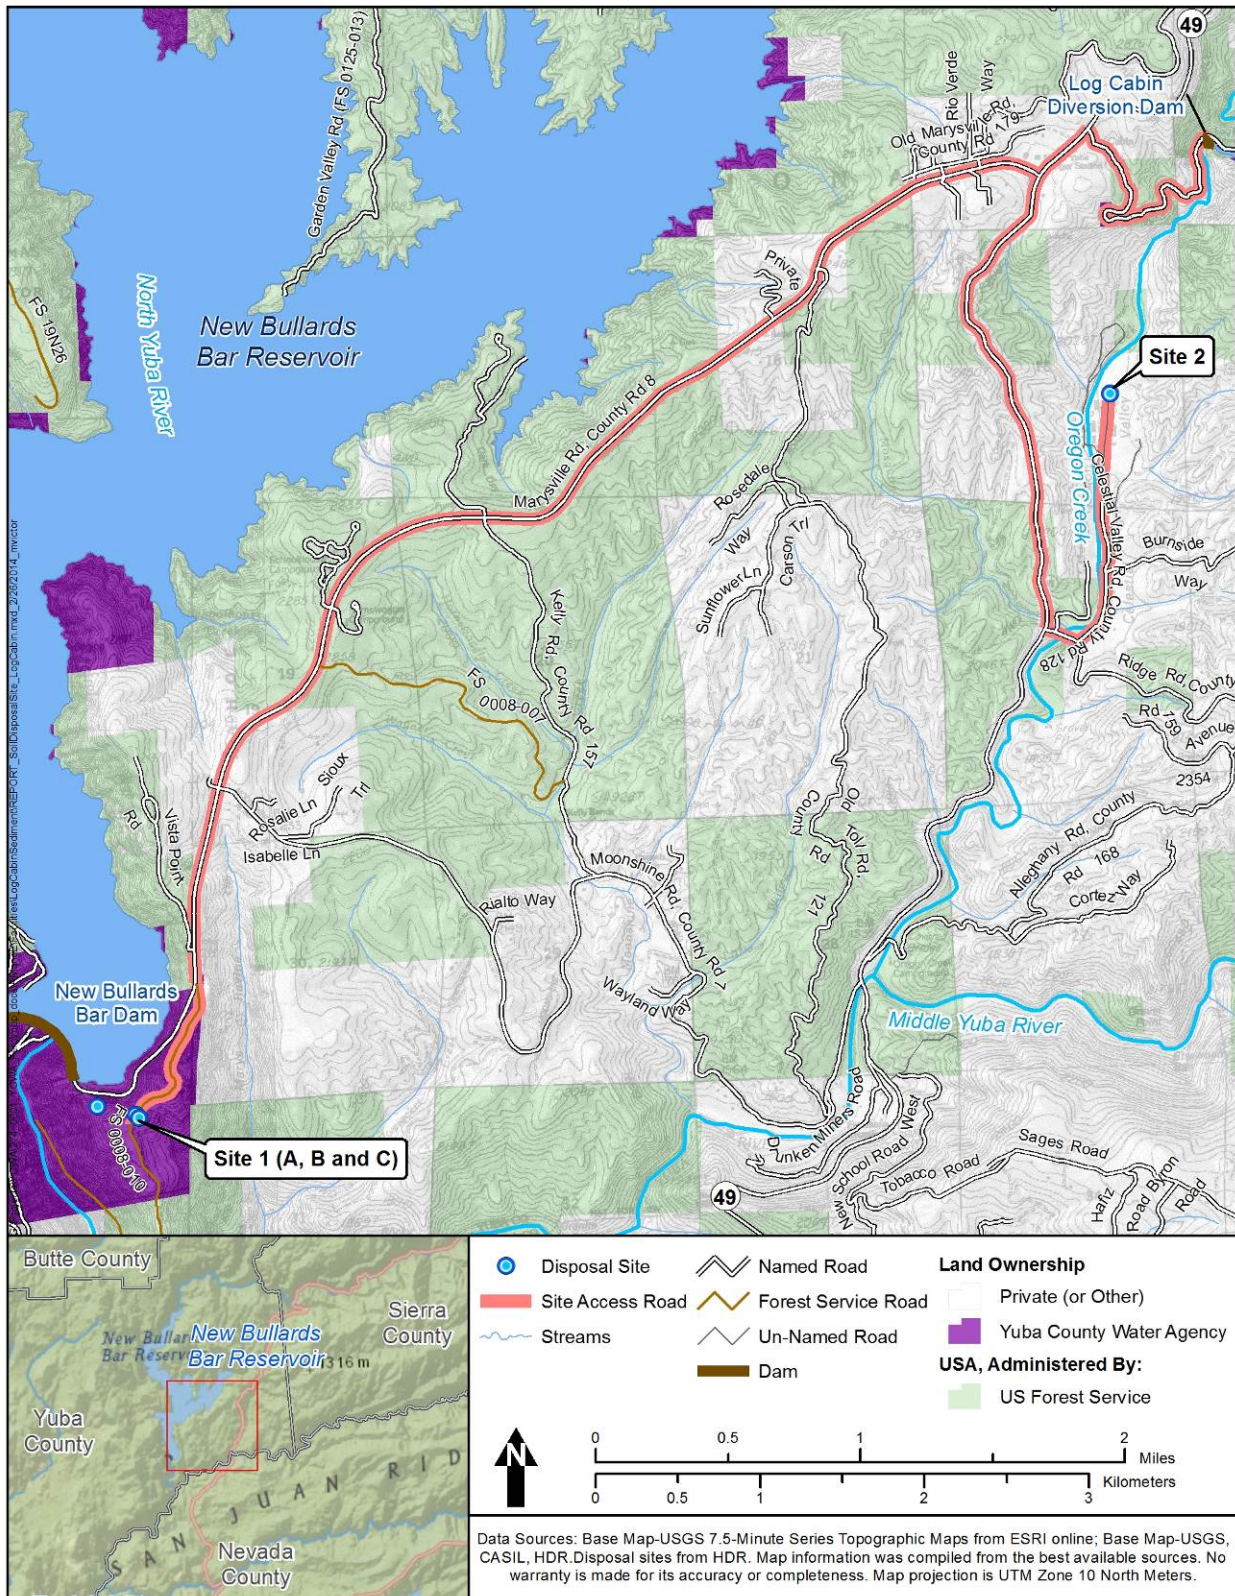 49
Log Cabin
Diversion Dam
Rio Verde
Way
Old Marysville Rd,
County Rd 179
Garden Valley Rd (FS 0125-013)
FS 19N26
North Yuba River
New Bullards
Bar Reservoir
Private
Site 2
Oregon Creek
Celestial Valley Rd, County
Rd 128
Marysville Rd, County Rd 8
Rosedale
Way
Carson Trl
Sunflower Ln
Burnside
Way
Kelly Rd, County Rd 157
FS
0008-007
Ridge Rd, County
Rd 159
Avenue
2354
Sioux
Trl
Rosalie Ln
Isabelle Ln
Vista Point
Rd
Old Toll Rd,
County Rd 121
Alleghany Rd, County
Rd 168
Cortez Way
Moonshine Rd, County Rd 7
Rialto Way
Wayland Way
New Bullards
Bar Dam
Middle Yuba River
FS 0008-010
Site 1 (A, B and C)
Drunken Miners Road
New School Road West
Tobacco Road
Sages Road
Hafiz
Road
Byron
Road
49
Butte County
Sierra
County
New Bullards
Bar Reservoir
1316 m
Yuba
County
SAN JUAN RID
Nevada
County
Disposal Site
Site Access Road
Streams
Named Road
Forest Service Road
Un-Named Road
Dam
Land Ownership
Private (or Other)
Yuba County Water Agency
USA, Administered By:
US Forest Service
N
0 0.5 1 2
Miles
Kilometers
0 0.5 1 2 3
Data Sources: Base Map-USGS 7.5-Minute Series Topographic Maps from ESRI online; Base Map-USGS,
CASIL, HDR.Disposal sites from HDR. Map information was compiled from the best available sources. No
warranty is made for its accuracy or completeness. Map projection is UTM Zone 10 North Meters.